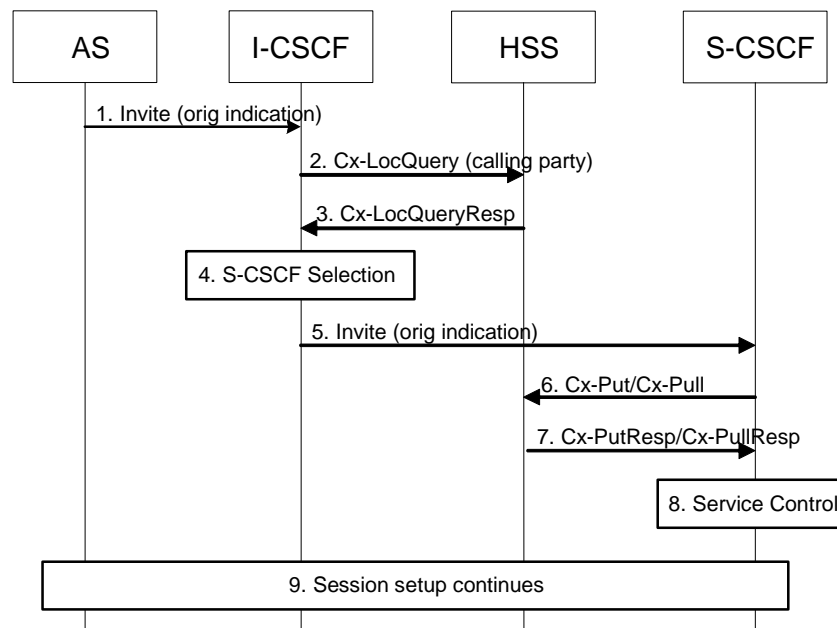 AS
I-CSCF
HSS
S-CSCF
1. Invite (orig indication)
2. Cx-LocQuery (calling party)
3. Cx-LocQueryResp
4. S-CSCF Selection
5. Invite (orig indication)
6. Cx-Put/Cx-Pull
7. Cx-PutResp/Cx-PullResp
8. Service Control
9. Session setup continues